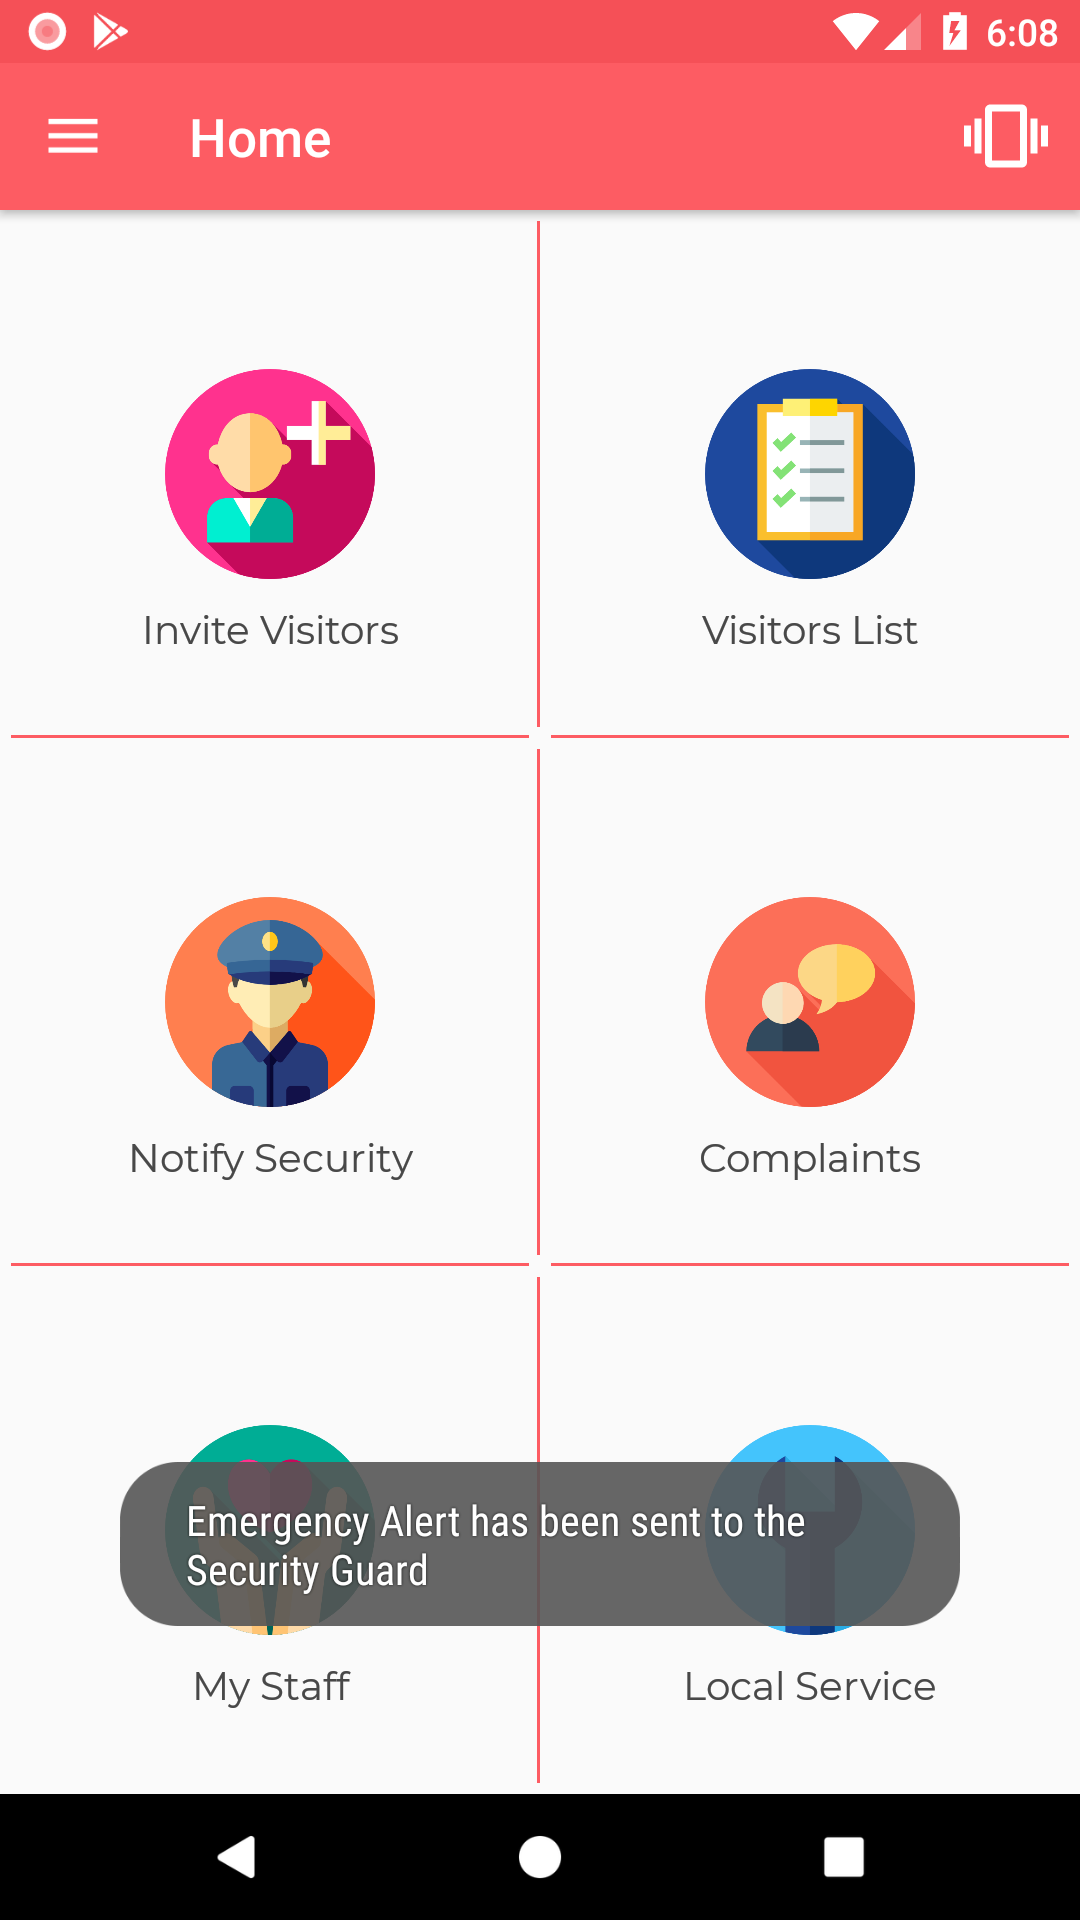 6:08
Home
Invite Visitors
Visitors List
Notify Security
Complaints
Emergency Alert has been sent to the
Security Guard
My Staff
Local Service